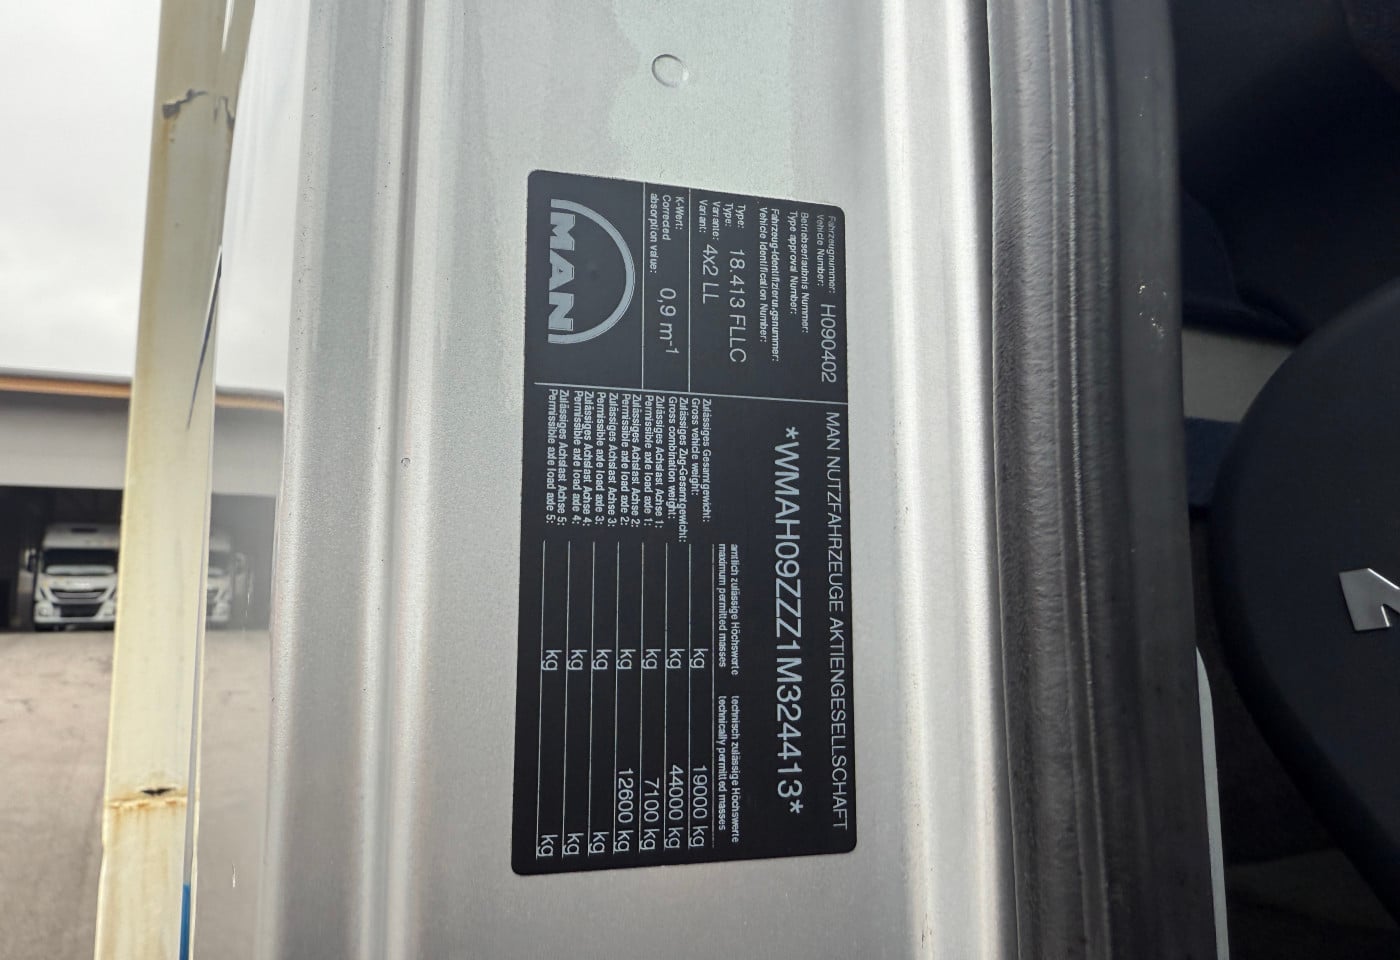 Fahrzeugnummer:
Vehicle Number: H090402
Betriebserlaubnis Nummer:
Type approval Number:
Fahrzeug-Identifizierungsnummer:
Vehicle Identification Number:
Type:
Type: 18.413 FLLC
Variante:
Variant: 4x2 LL
K-Wert:
Corrected
absorption value: 0,9 m-1
MAN
MAN NUTZFAHRZEUGE AKTIENGESELLSCHAFT
*WMAH09ZZZ1M324413*
amtlich zulässige Höchstwerte technisch zulässige Höchstwerte
maximum permitted masses technically permitted masses
Zulässiges Gesamtgewicht:
Gross vehicle weight: kg 19000 kg
Zulässiges Zug-Gesamtgewicht:
Gross combination weight: kg 44000 kg
Zulässiges Achslast Achse 1:
Permissible axle load axle 1: kg 7100 kg
Zulässiges Achslast Achse 2:
Permissible axle load axle 2: kg 12600 kg
Zulässiges Achslast Achse 3:
Permissible axle load axle 3: kg kg
Zulässiges Achslast Achse 4:
Permissible axle load axle 4: kg kg
Zulässiges Achslast Achse 5:
Permissible axle load axle 5: kg kg